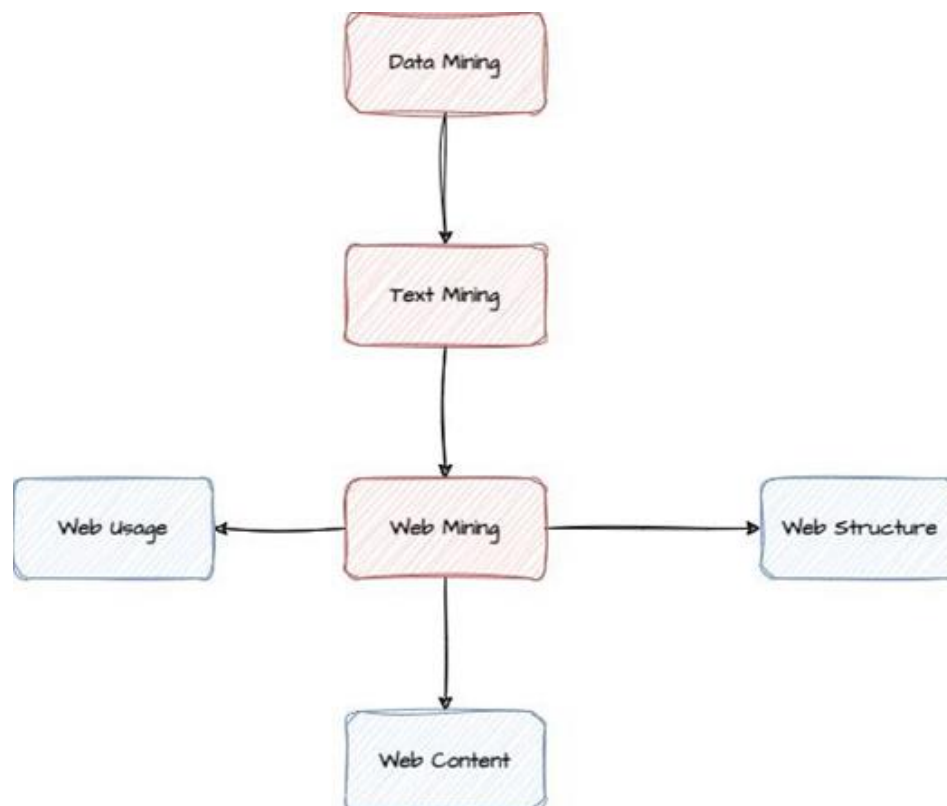 Data Mining
Text Mining
Web Usage
Web Mining
Web Structure
Web Content